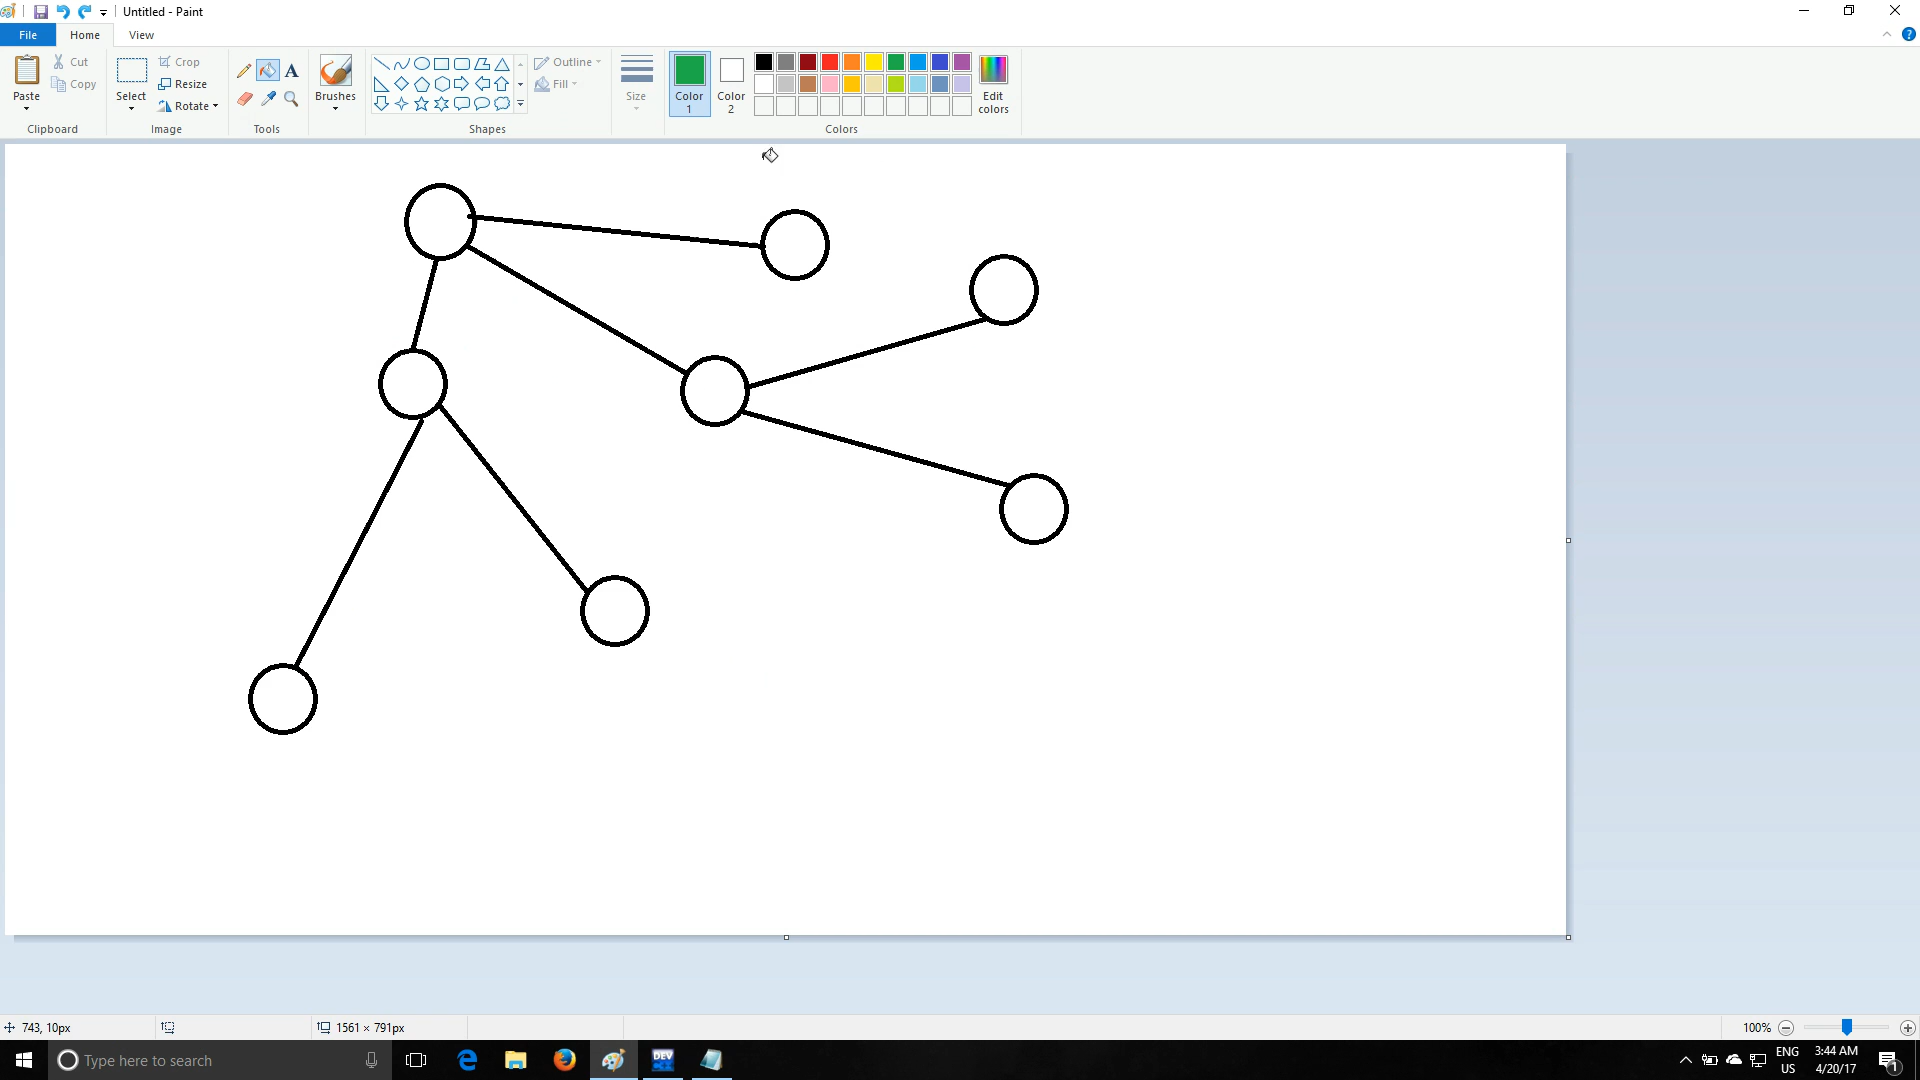 Untitled - Paint
File Home View
Paste
Cut
Copy
Clipboard
Select
Crop
Resize
Rotate
Image
A
Tools
Brushes
Shapes
Outline
Fill
Size
Color 1
Color 2
Edit colors
Colors
743, 10px
1561 × 791px
100%
Type here to search
DEV
ENG
US
3:44 AM
4/20/17
1